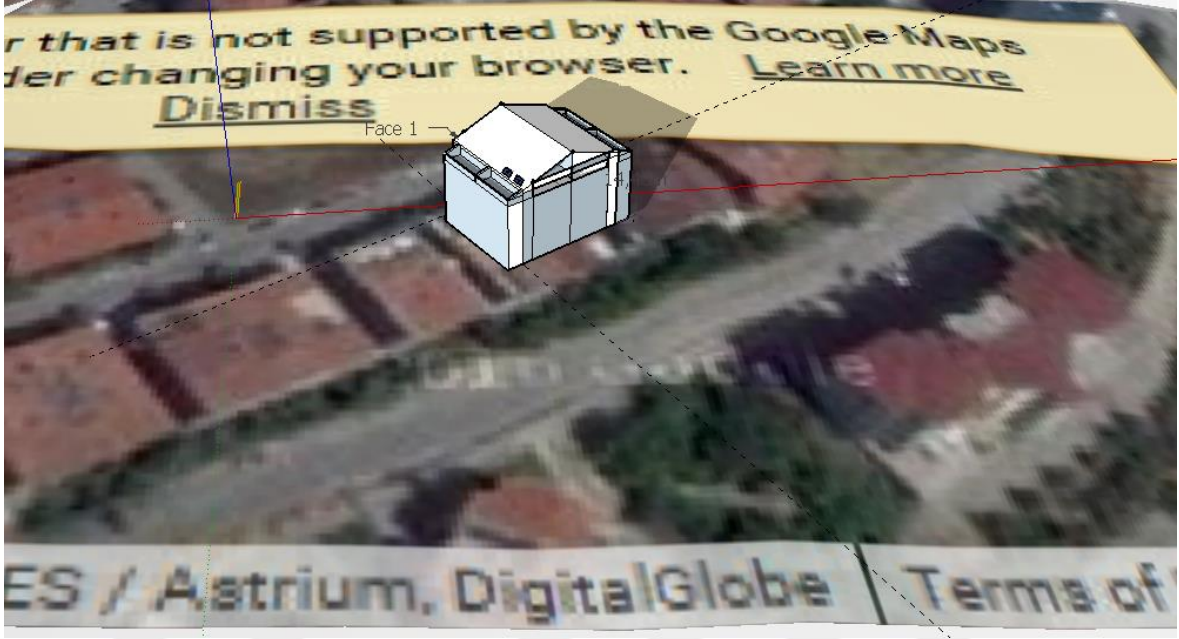 r that is not supported by the Google Maps
der changing your browser. Learn more
Dismiss
Face 1
ES / Astrium, DigitalGlobe
Terms of